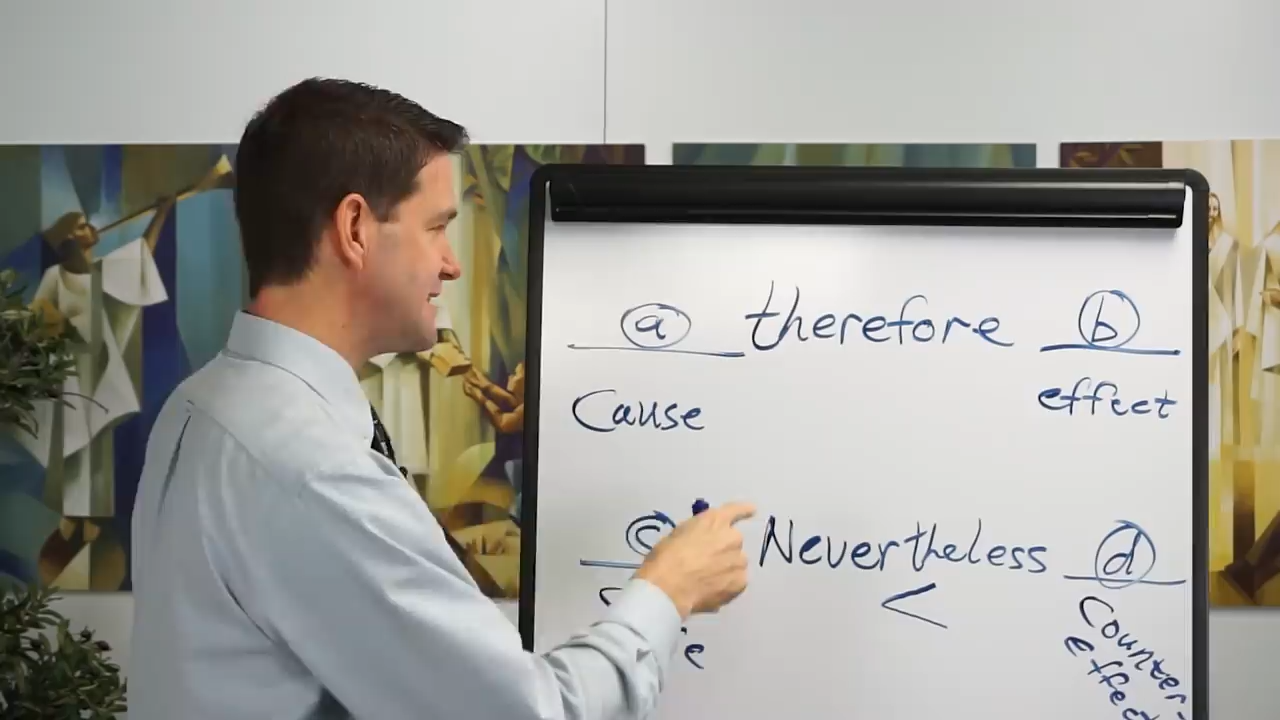 a therefore b
Cause effect
c Nevertheless d
<
Counter-
effect